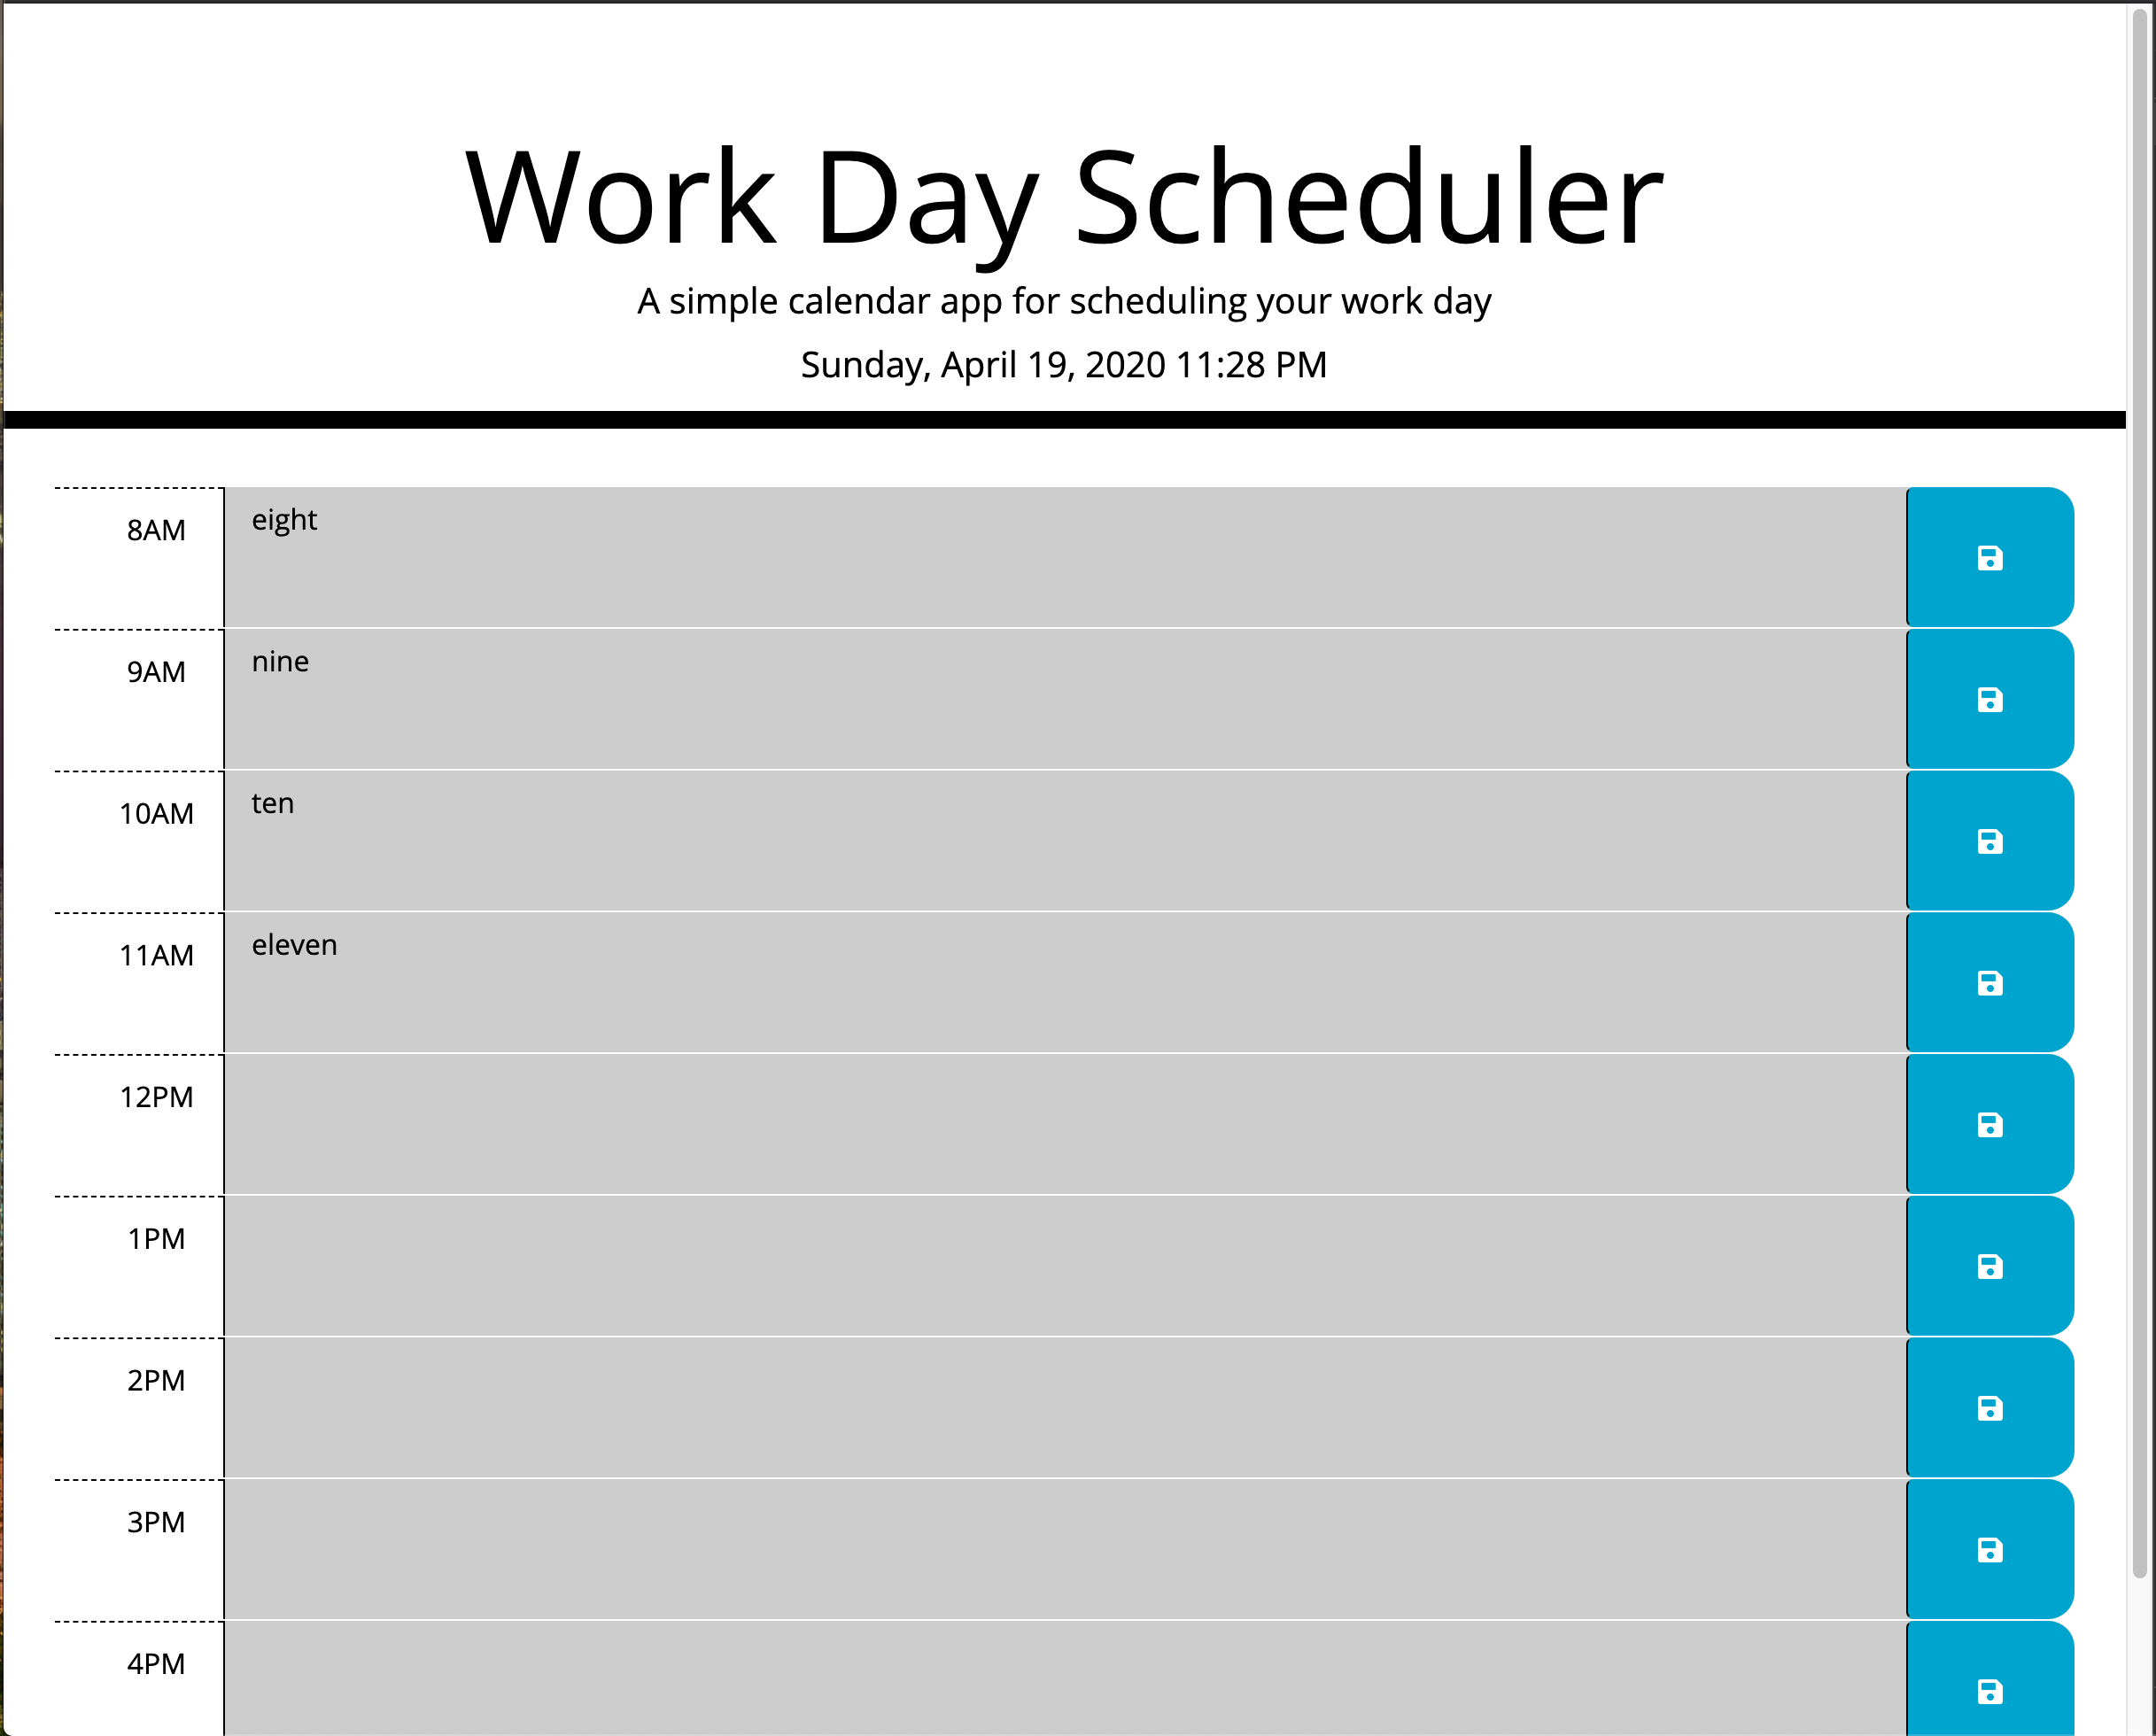 Work Day Scheduler
A simple calendar app for scheduling your work day
Sunday, April 19, 2020 11:28 PM
8AM eight
9AM nine
10AM ten
11AM eleven
12PM
1PM
2PM
3PM
4PM